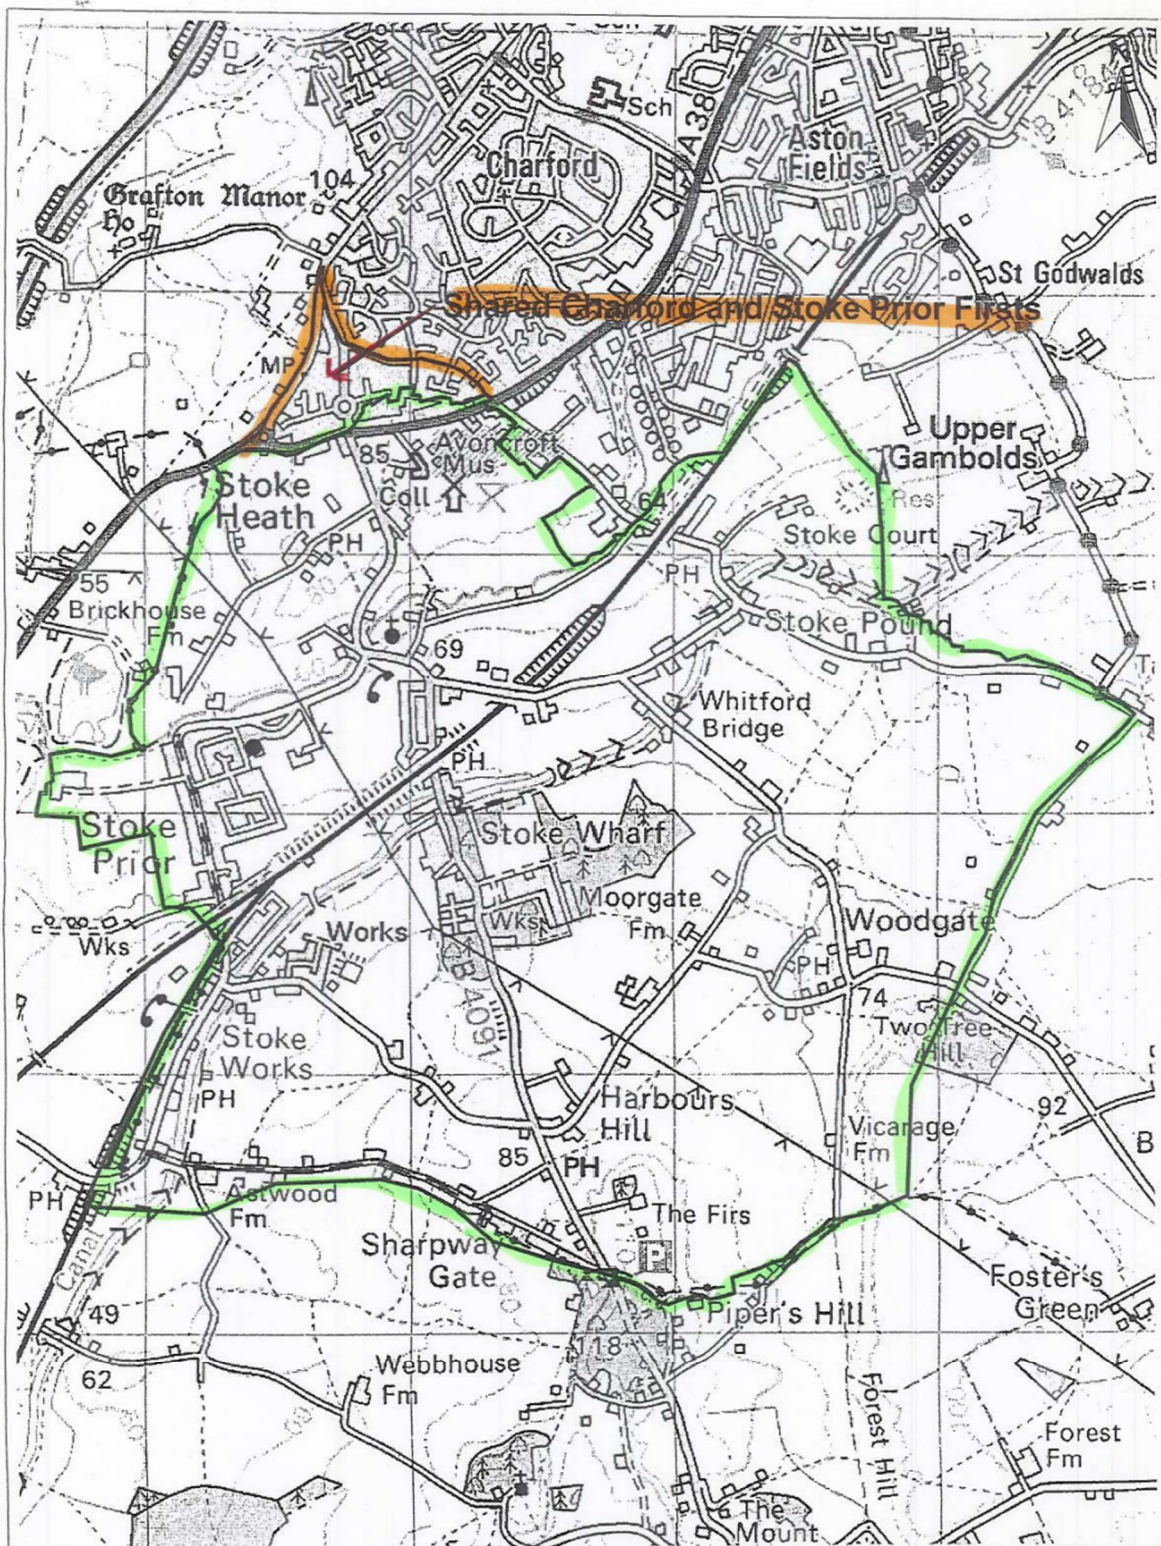 Sch
A38
B 4184
Charford
Aston
Fields
Grafton Manor
Ho
104
St Godwalds
Shared Charford and Stoke Prior Firsts
MP
Upper
Gambolds
Avoncroft
Mus
85
Coll
Stoke
Heath
64
Res
Stoke Court
PH
PH
55
Brickhouse
Fm
Stoke Pound
69
Whitford
Bridge
PH
Stoke
Prior
Stoke Wharf
Moorgate
Fm
Wks
Wks
Works
Woodgate
PH
74
B 4091
Two Tree
Hill
Stoke
Works
PH
Harbours
Hill
92
Vicarage
Fm
B
85
PH
PH
Astwood
Fm
The Firs
P
Sharpway
Gate
Canal
Foster's
Green
49
Piper's Hill
118
62
Webbhouse
Fm
Forest Hill
Forest
Fm
The
Mount